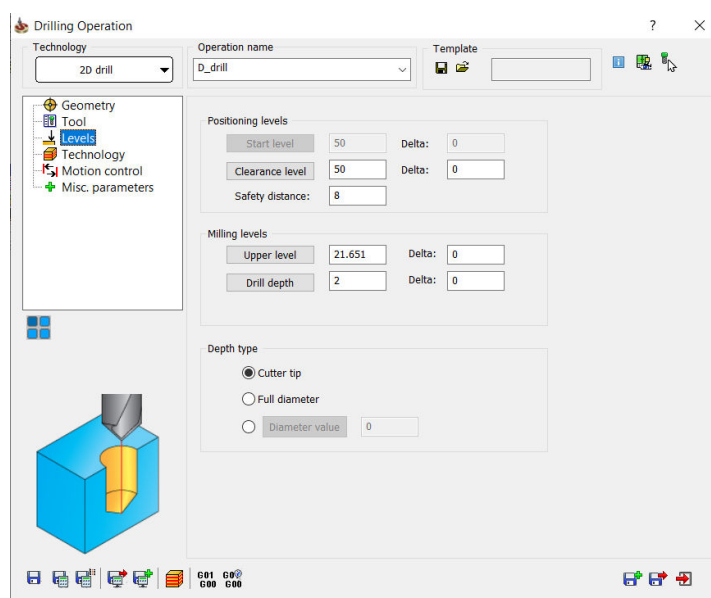 Drilling Operation
?
Technology
2D drill
Operation name
D_drill
Template
Geometry
Tool
Levels
Technology
Motion control
Misc. parameters
Positioning levels
Start level 50 Delta: 0
Clearance level 50 Delta: 0
Safety distance: 8
Milling levels
Upper level 21.651 Delta: 0
Drill depth 2 Delta: 0
Depth type
Cutter tip
Full diameter
Diameter value 0
G01 G00
G00 G00